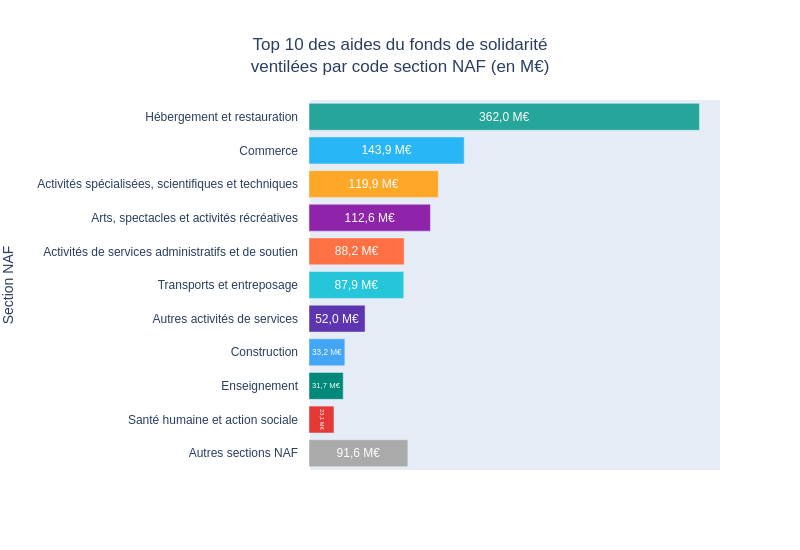 Top 10 des aides du fonds de solidarité
ventilées par code section NAF (en M€)
Section NAF
Hébergement et restauration 362,0 M€
Commerce 143,9 M€
Activités spécialisées, scientifiques et techniques 119,9 M€
Arts, spectacles et activités récréatives 112,6 M€
Activités de services administratifs et de soutien 88,2 M€
Transports et entreposage 87,9 M€
Autres activités de services 52,0 M€
Construction 33,2 M€
Enseignement 31,7 M€
Santé humaine et action sociale
Autres sections NAF 91,6 M€